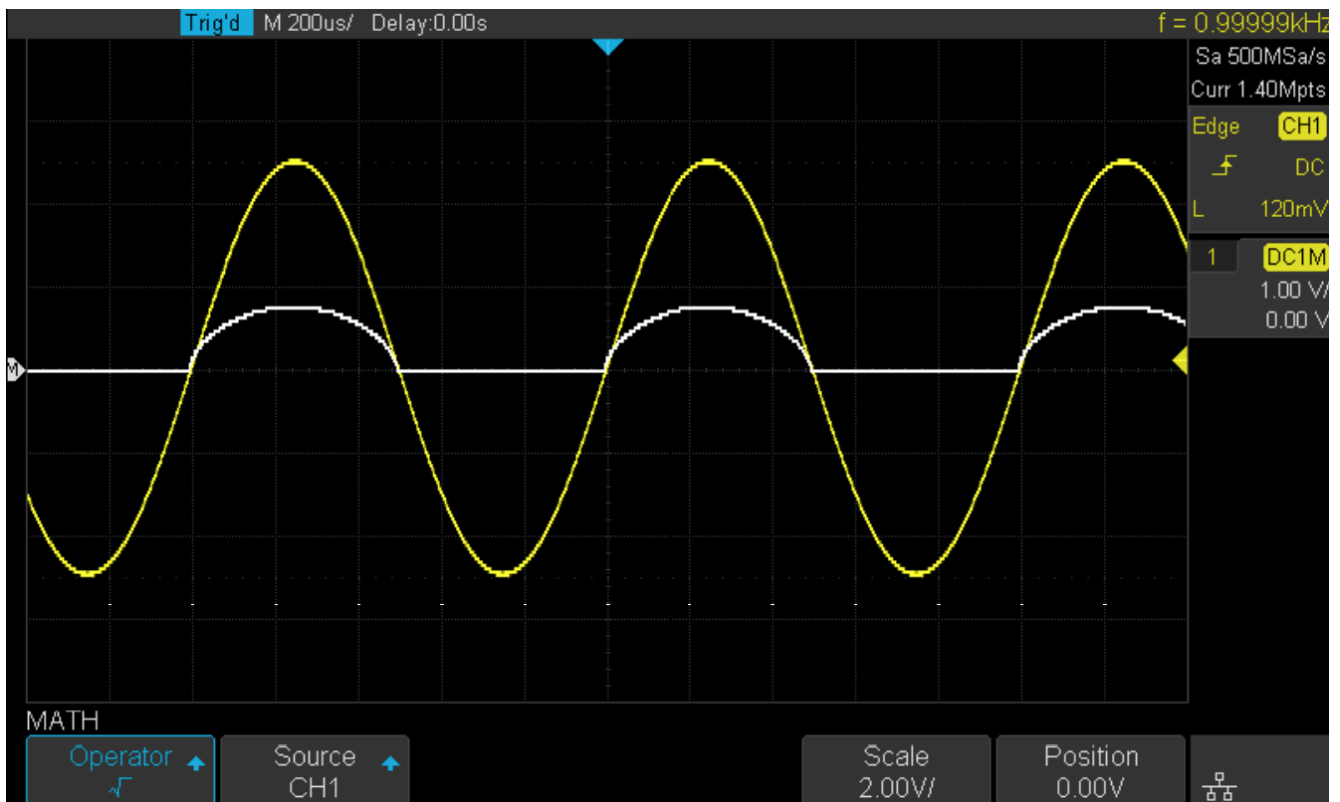 Trig'd M 200us/ Delay:0.00s f = 0.99999kHz
Sa 500MSa/s
Curr 1.40Mpts
Edge CH1
DC
L 120mV
1 DC1M
1.00 V/
0.00 V
M
MATH
Operator Source Scale Position
√ CH1 2.00V/ 0.00V